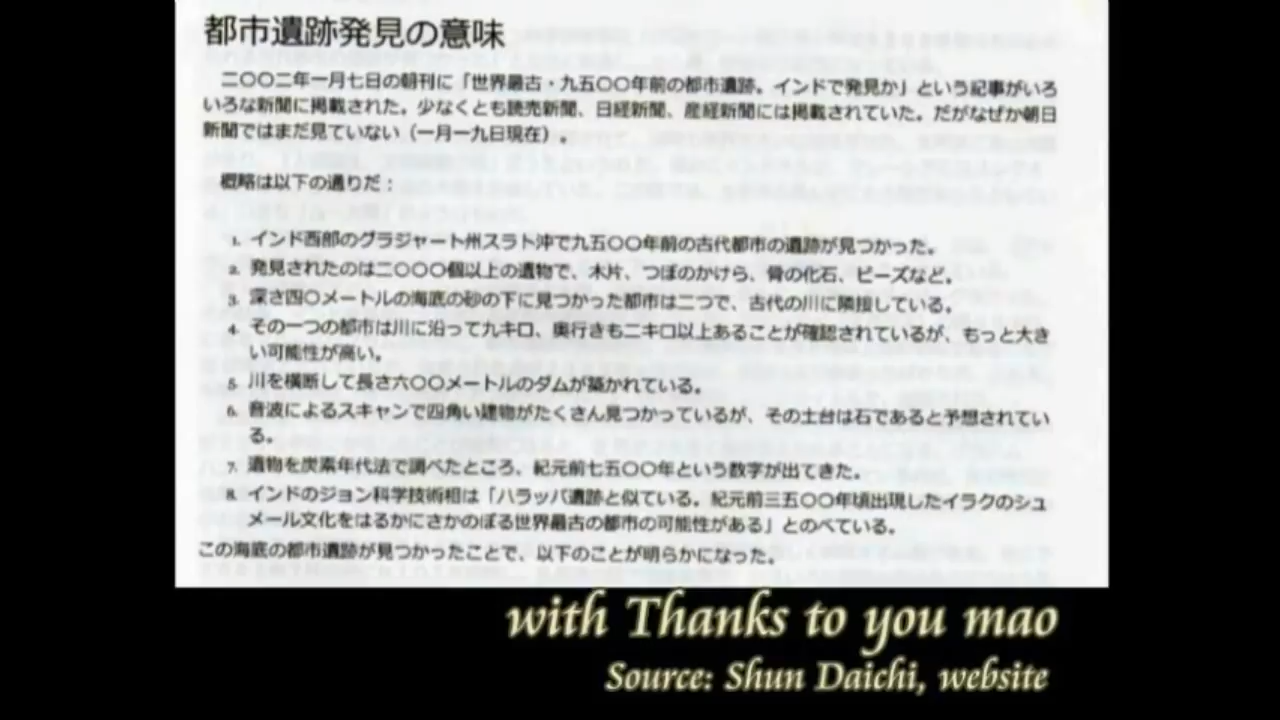 都市遺跡発見の意味
二〇〇二年一月七日の朝刊に「世界最古・九五〇〇年前の都市遺跡。インドで発見か」という記事がいろ
いろな新聞に掲載された。少なくとも読売新聞、日経新聞、産経新聞には掲載されていた。だがなぜか朝日
新聞ではまだ見ていない（一月一九日現在）。
概略は以下の通りだ：
1. インド西部のグラジャート州スラト沖で九五〇〇年前の古代都市の遺跡が見つかった。
2. 発見されたのは二〇〇〇個以上の遺物で、木片、つぼのかけら、骨の化石、ビーズなど。
3. 深さ四〇メートルの海底の砂の下に見つかった都市は二つで、古代の川に隣接している。
4. その一つの都市は川に沿って九キロ、奥行きも二キロ以上あることが確認されているが、もっと大き
い可能性が高い。
5. 川を横断して長さ六〇〇メートルのダムが築かれている。
6. 音波によるスキャンで四角い建物がたくさん見つかっているが、その土台は石であると予想されてい
る。
7. 遺物を炭素年代法で調べたところ、紀元前七五〇〇年という数字が出てきた。
8. インドのジョン科学技術相は「ハラッパ遺跡と似ている。紀元前三五〇〇年頃出現したイラクのシュ
メール文化をはるかにさかのぼる世界最古の都市の可能性がある」とのべている。
この海底の都市遺跡が見つかったことで、以下のことが明らかになった。
with Thanks to you mao
Source: Shun Daichi, website